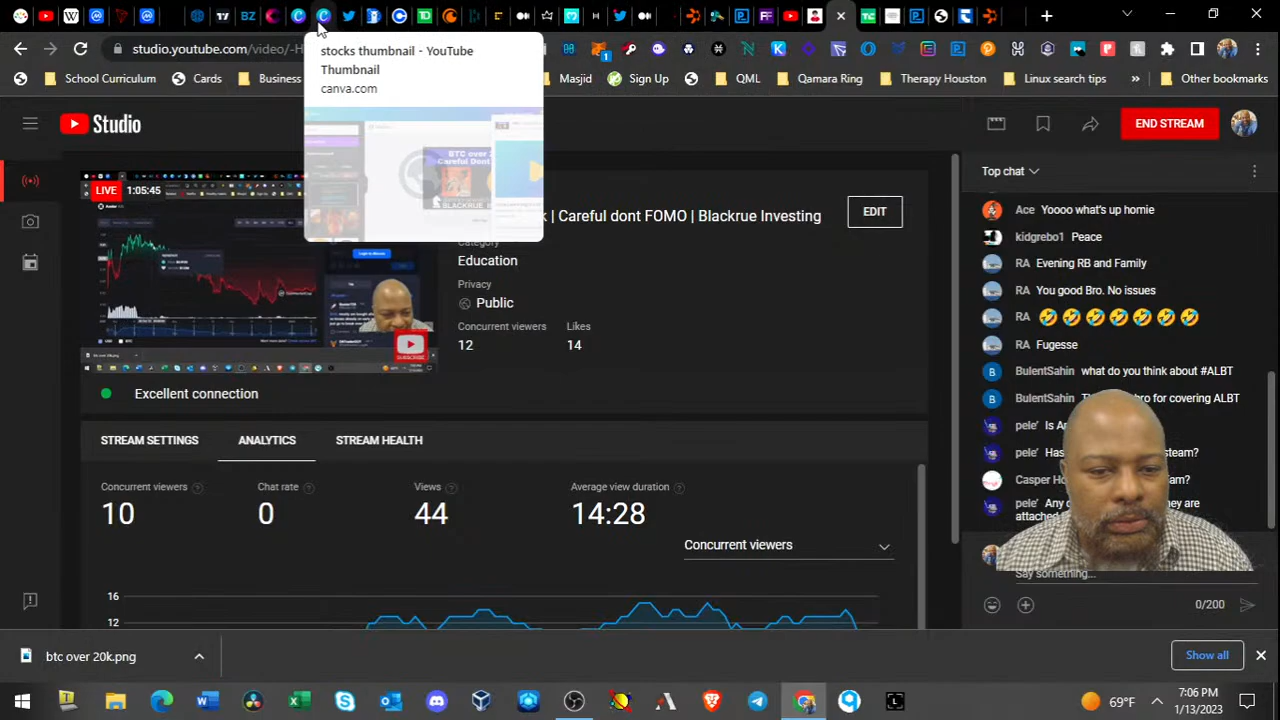 studio.youtube.com/video/-H
1
School Curriculum
Cards
Business
Masjid
Sign Up
QML
Qamara Ring
Therapy Houston
Linux search tips
»
Other bookmarks
stocks thumbnail - YouTube
Thumbnail
canva.com
Studio
END STREAM
LIVE 1:05:45
| Careful dont FOMO | Blackrue Investing
EDIT
Category
Education
Privacy
Public
Concurrent viewers
12
Likes
14
Excellent connection
STREAM SETTINGS
ANALYTICS
STREAM HEALTH
Concurrent viewers
10
Chat rate
0
Views
44
Average view duration
14:28
Concurrent viewers
16
12
Top chat
Ace Yoooo what's up homie
kidgrebo1 Peace
RA Evening RB and Family
RA You good Bro. No issues
RA 🤣🤣🤣🤣🤣🤣
RA Fugesse
BulentSahin what do you think about #ALBT
BulentSahin bro for covering ALBT
pele' Is
pele' Has steam?
Casper
pele' Any
attached
Say something...
0/200
btc over 20k.png
Show all
69°F
7:06 PM
1/13/2023